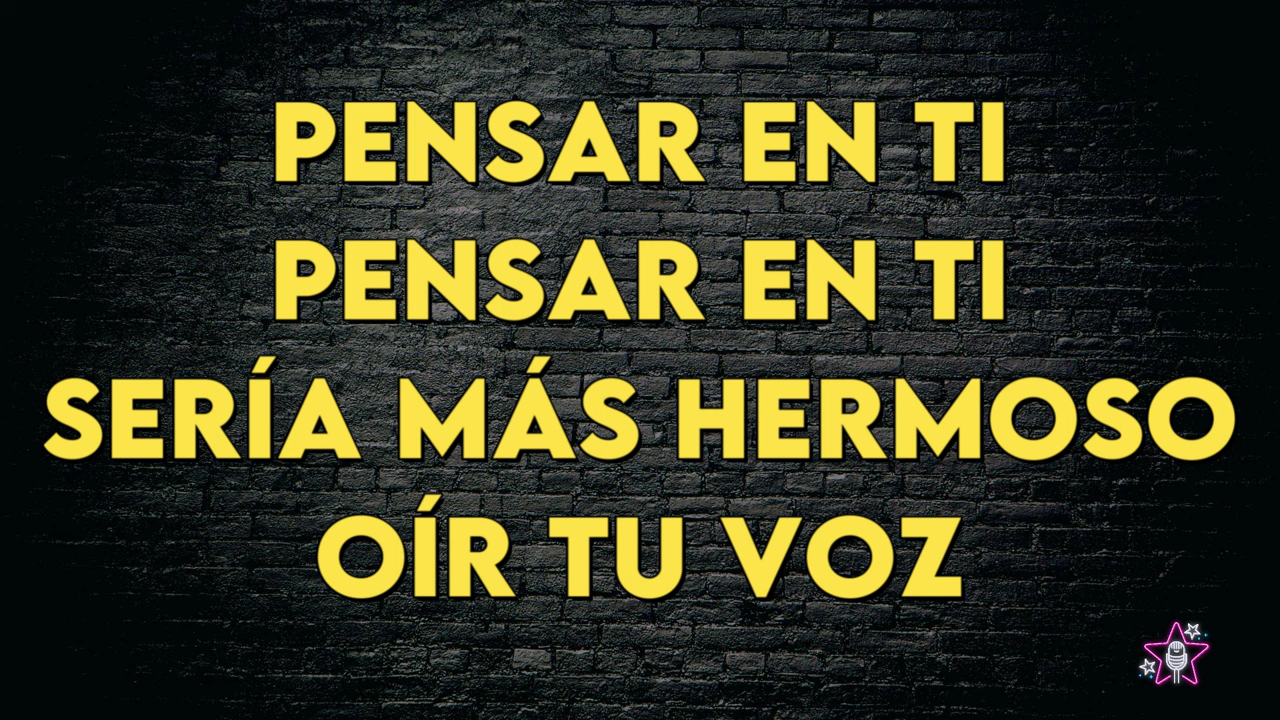 PENSAR EN TI
PENSAR EN TI
SERÍA MÁS HERMOSO
OÍR TU VOZ